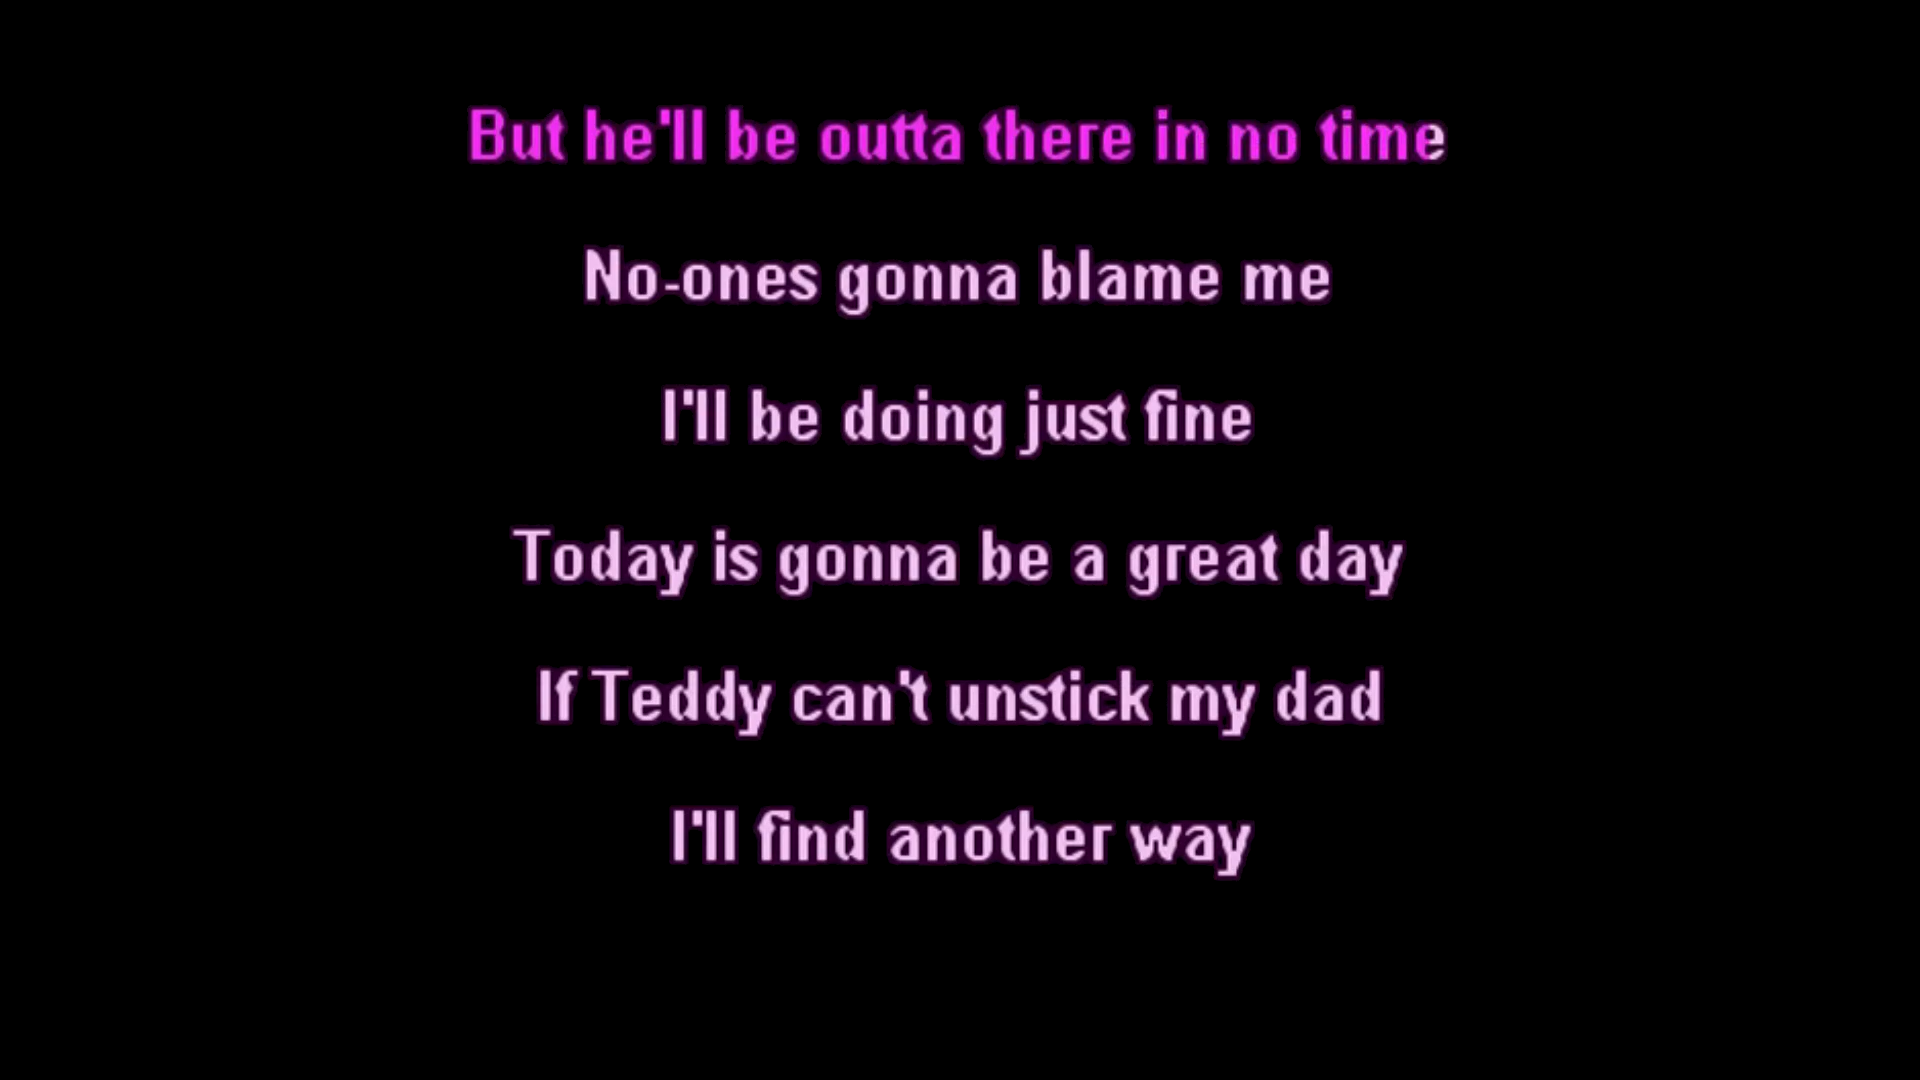 But he'll be outta there in no time
No-ones gonna blame me
I'll be doing just fine
Today is gonna be a great day
If Teddy can't unstick my dad
I'll find another way